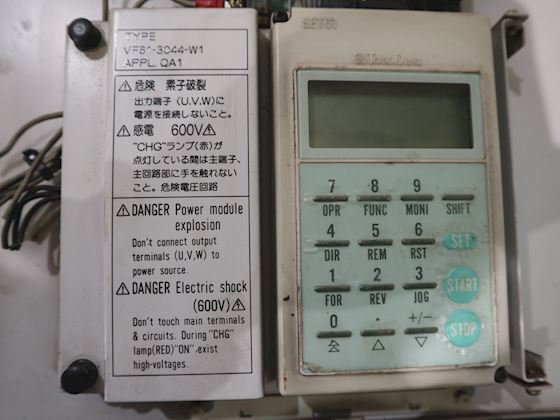 TYPE
VF61-3044-W1
APPL. QA1
⚠危険 素子破裂
出力端子 (U,V,W)に
電源を接続しないこと。
⚠感電 600V⚠
"CHG"ランプ(赤)が
点灯している間は主端子、
主回路部に手を触れない
こと。危険電圧回路
⚠DANGER Power module
explosion
Don't connect output
terminals (U,V,W) to
power source.
⚠DANGER Electric shock
(600V)⚠
Don't touch main terminals
& circuits. During "CHG"
lamp(RED)"ON", exist
high-voltages.
SET61
7 8 9
OPR FUNC MONI SHIFT
4 5 6 SET
DIR REM RST
1 2 3 START
FOR REV JOG
0 . +/- STOP